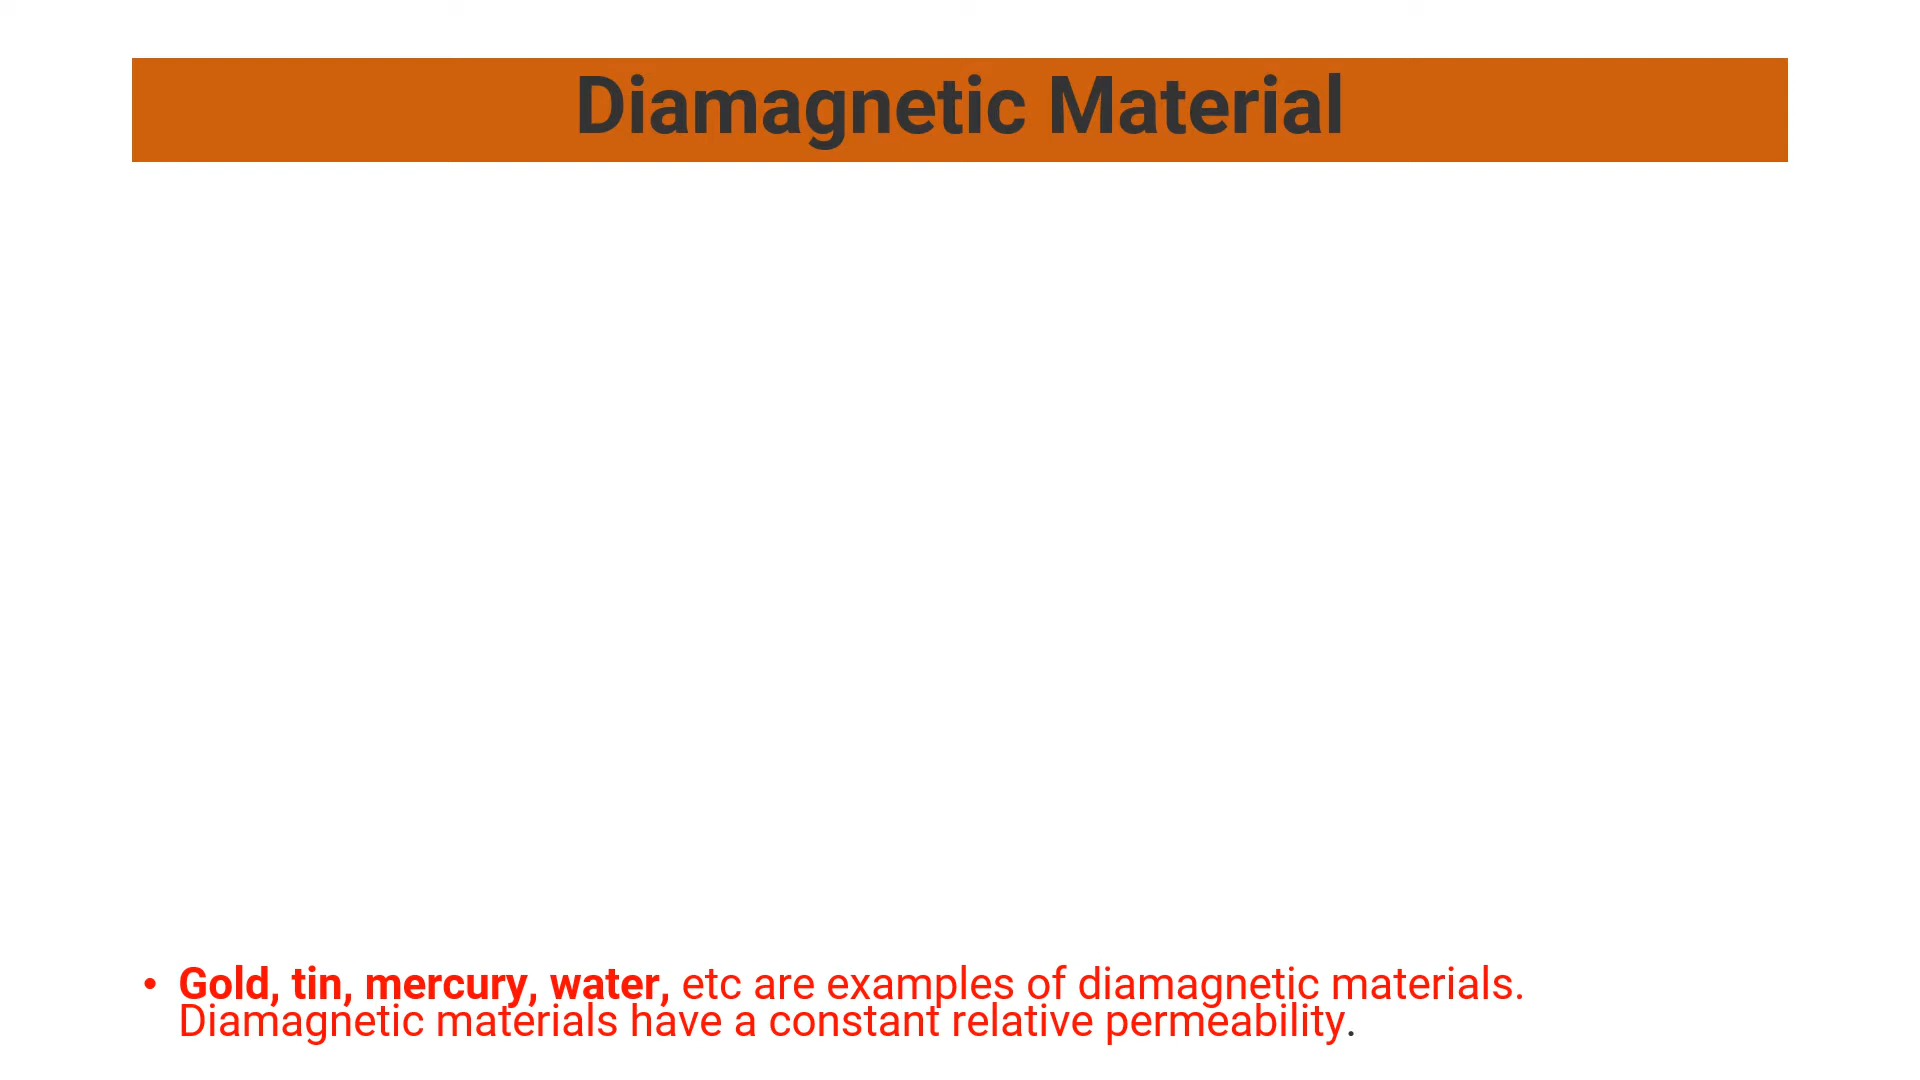 Diamagnetic Material
• Gold, tin, mercury, water, etc are examples of diamagnetic materials.
Diamagnetic materials have a constant relative permeability.